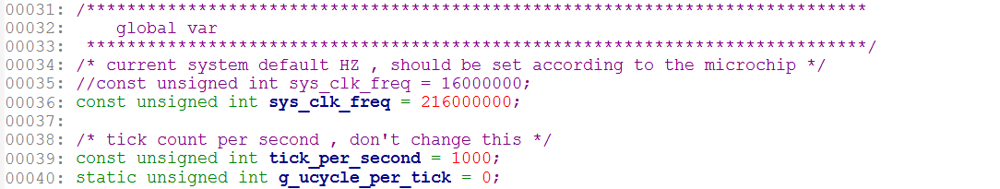 00031: /*****************************************************************************
00032:     global var
00033:  *****************************************************************************/
00034: /* current system default HZ , should be set according to the microchip */
00035: //const unsigned int sys_clk_freq = 16000000;
00036: const unsigned int sys_clk_freq = 216000000;
00037:
00038: /* tick count per second , don't change this */
00039: const unsigned int tick_per_second = 1000;
00040: static unsigned int g_ucycle_per_tick = 0;